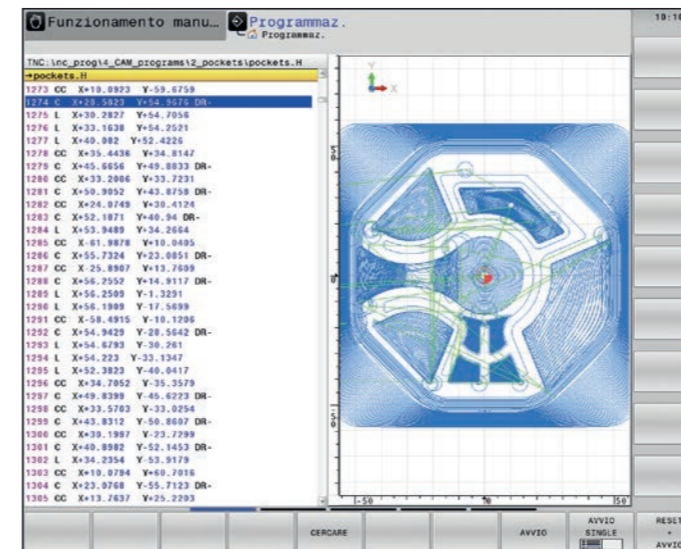 Funzionamento manu… Programmaz.
Programmaz.
10:10
TNC:\nc_prog\4_CAM_programs\2_pockets\pockets.H
→pockets.H
1273 CC X+10.0923 Y-59.6759
1274 C X+28.5823 Y+54.9676 DR-
1275 L X+30.2827 Y+54.7056
1276 L X+33.1638 Y+54.2521
1277 L X+40.082 Y+52.4226
1278 CC X+35.4436 Y+34.8147
1279 C X+45.6656 Y+49.8833 DR-
1280 CC X+33.2006 Y+33.7231
1281 C X+50.9052 Y+43.8758 DR-
1282 CC X+24.0749 Y+30.4124
1283 C X+52.1871 Y+40.94 DR-
1284 L X+53.9489 Y+34.2664
1285 CC X-61.9878 Y+10.0405
1286 C X+55.7324 Y+23.0851 DR-
1287 CC X-25.8907 Y+13.7609
1288 C X+56.2552 Y+14.9117 DR-
1289 L X+56.2509 Y-1.3291
1290 L X+56.1909 Y-17.5699
1291 CC X-58.4915 Y-10.1206
1292 C X+54.9429 Y-28.5642 DR-
1293 L X+54.6793 Y-30.261
1294 L X+54.223 Y-33.1347
1295 L X+52.3823 Y-40.0417
1296 CC X+34.7052 Y-35.3579
1297 C X+49.8399 Y-45.6223 DR-
1298 CC X+33.5703 Y-33.0254
1299 C X+43.8312 Y-50.8607 DR-
1300 CC X+30.1997 Y-23.7299
1301 C X+40.8982 Y-52.1453 DR-
1302 L X+34.2354 Y-53.9179
1303 CC X+10.0794 Y+60.7016
1304 C X+23.0768 Y-55.7123 DR-
1305 CC X+13.7637 Y+25.2203
Y
X
50
0
-50
-50
0
50
CERCARE
AVVIO
AVVIO
SINGLE
RESET
+
AVVIO